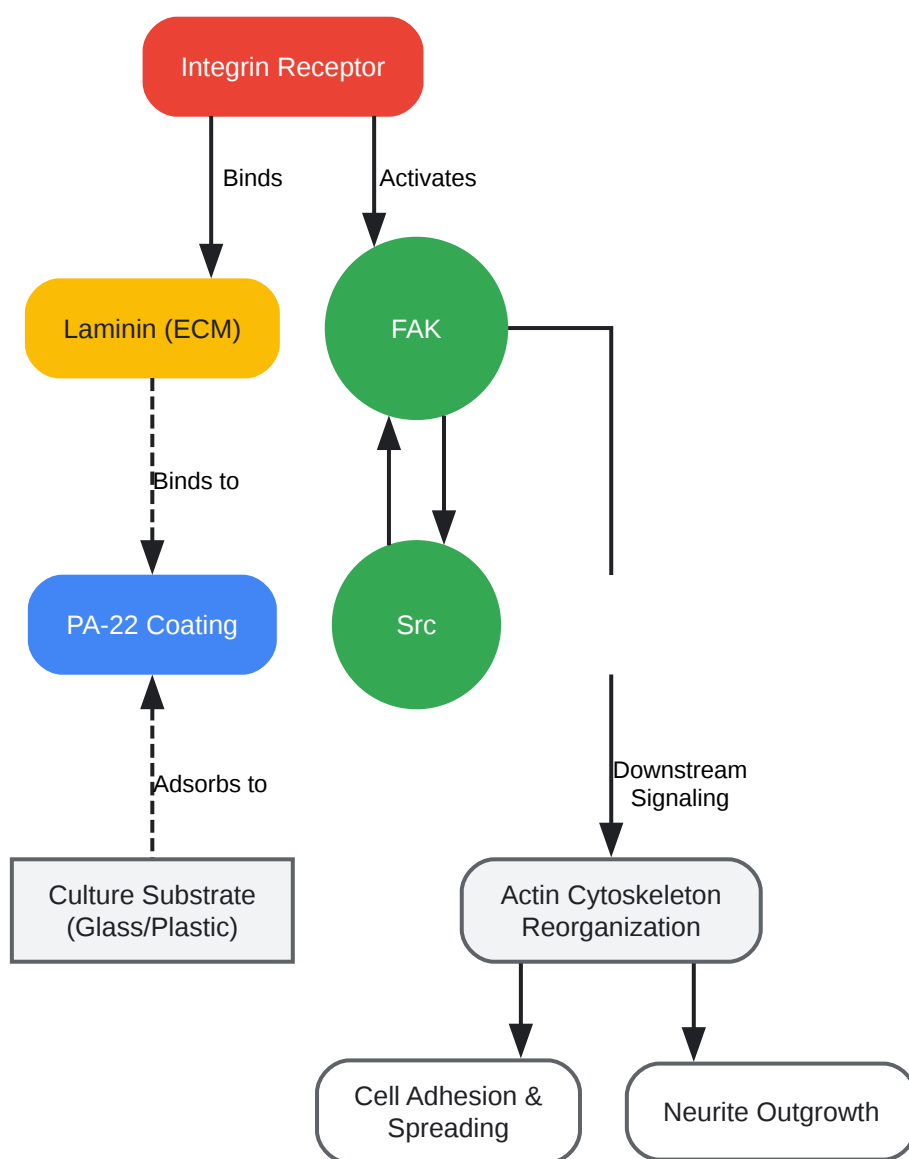 Integrin Receptor
Binds
Activates
Laminin (ECM)
FAK
Binds to
PA-22 Coating
Src
Adsorbs to
Downstream
Signaling
Culture Substrate
(Glass/Plastic)
Actin Cytoskeleton
Reorganization
Cell Adhesion &
Spreading
Neurite Outgrowth